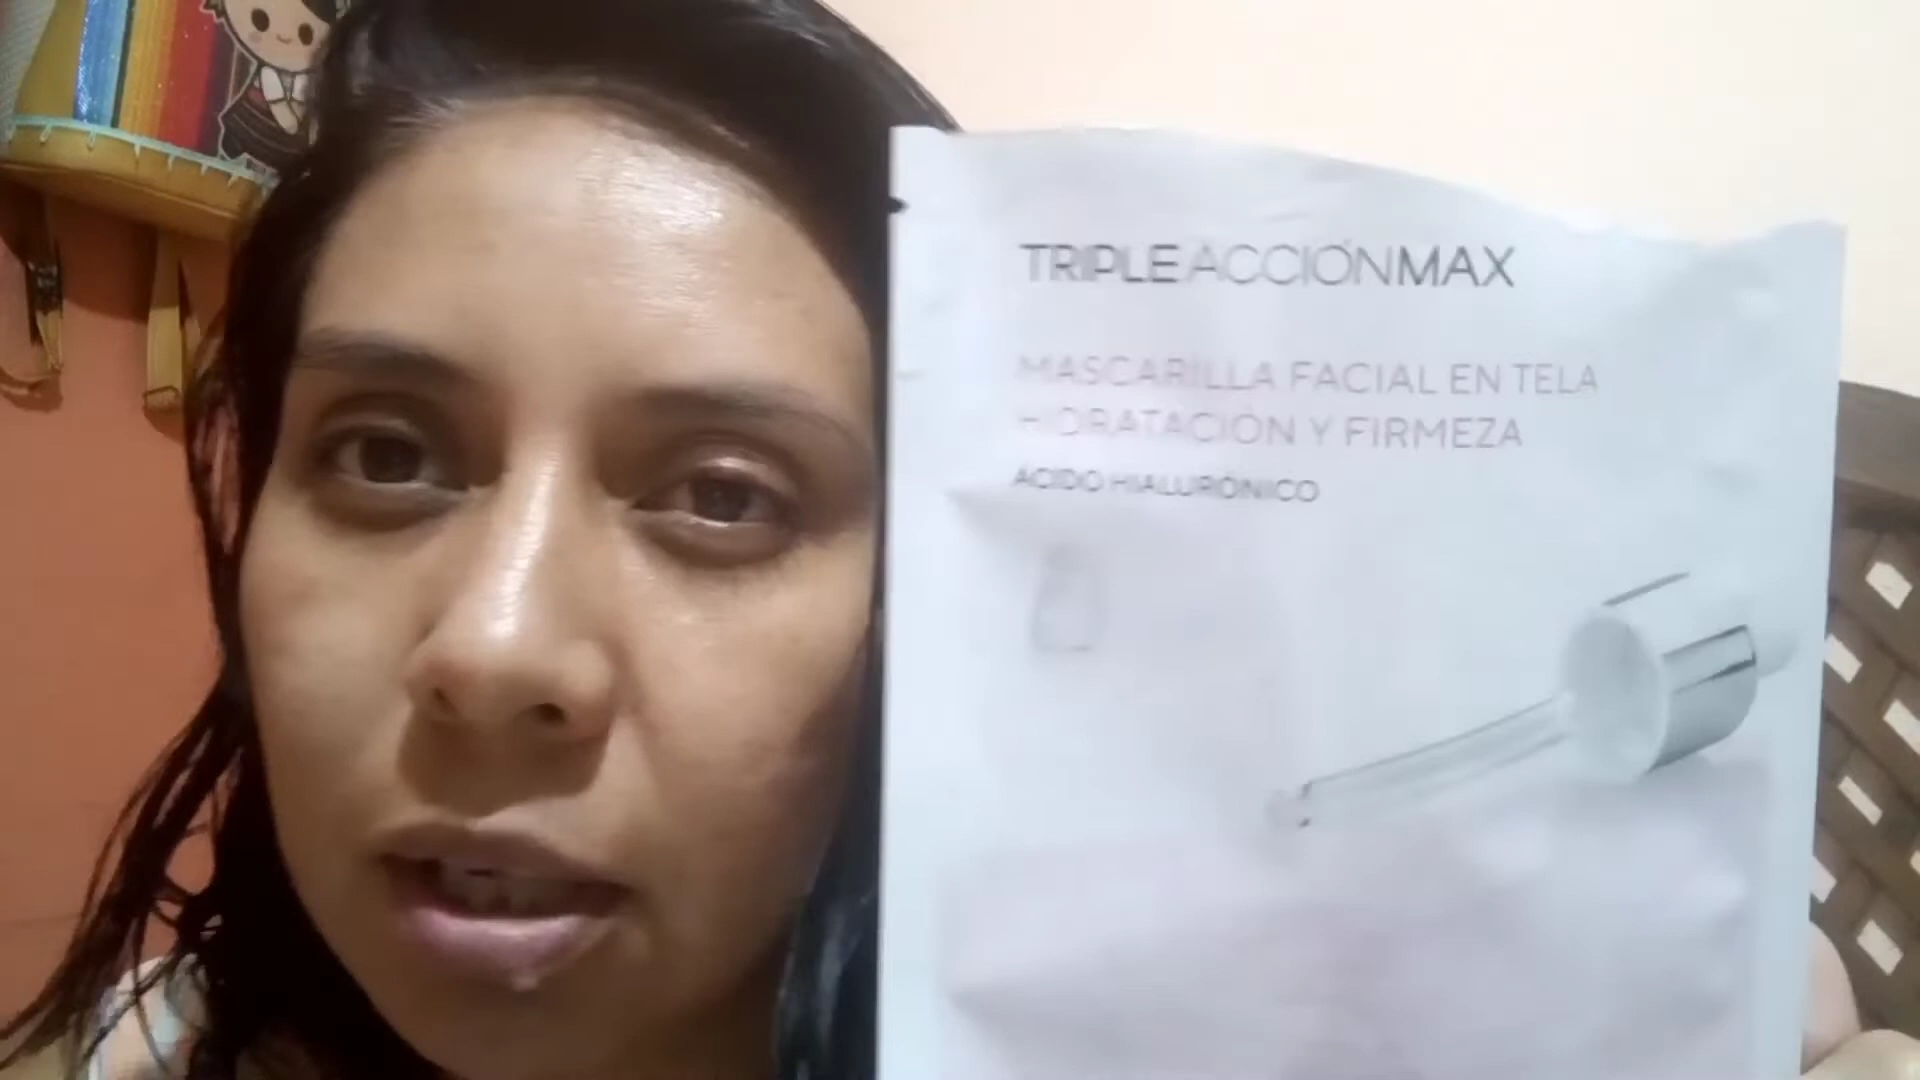 TRIPLEACCIÓNMAX
MASCARILLA FACIAL EN TELA
HIDRATACIÓN Y FIRMEZA
ÁCIDO HIALURÓNICO